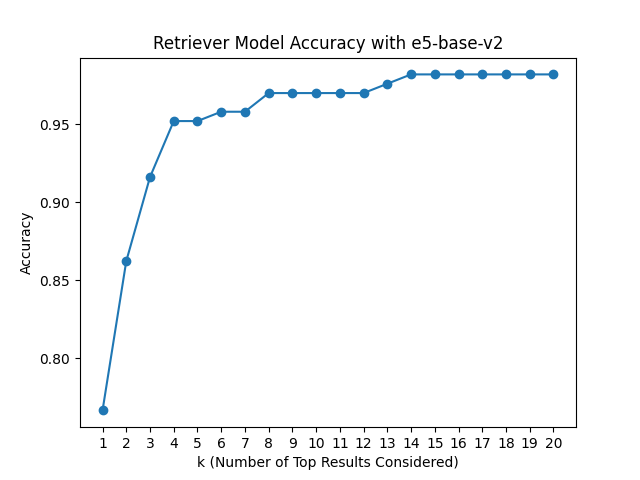 Retriever Model Accuracy with e5-base-v2
Accuracy
0.95
0.90
0.85
0.80
1 2 3 4 5 6 7 8 9 10 11 12 13 14 15 16 17 18 19 20
k (Number of Top Results Considered)